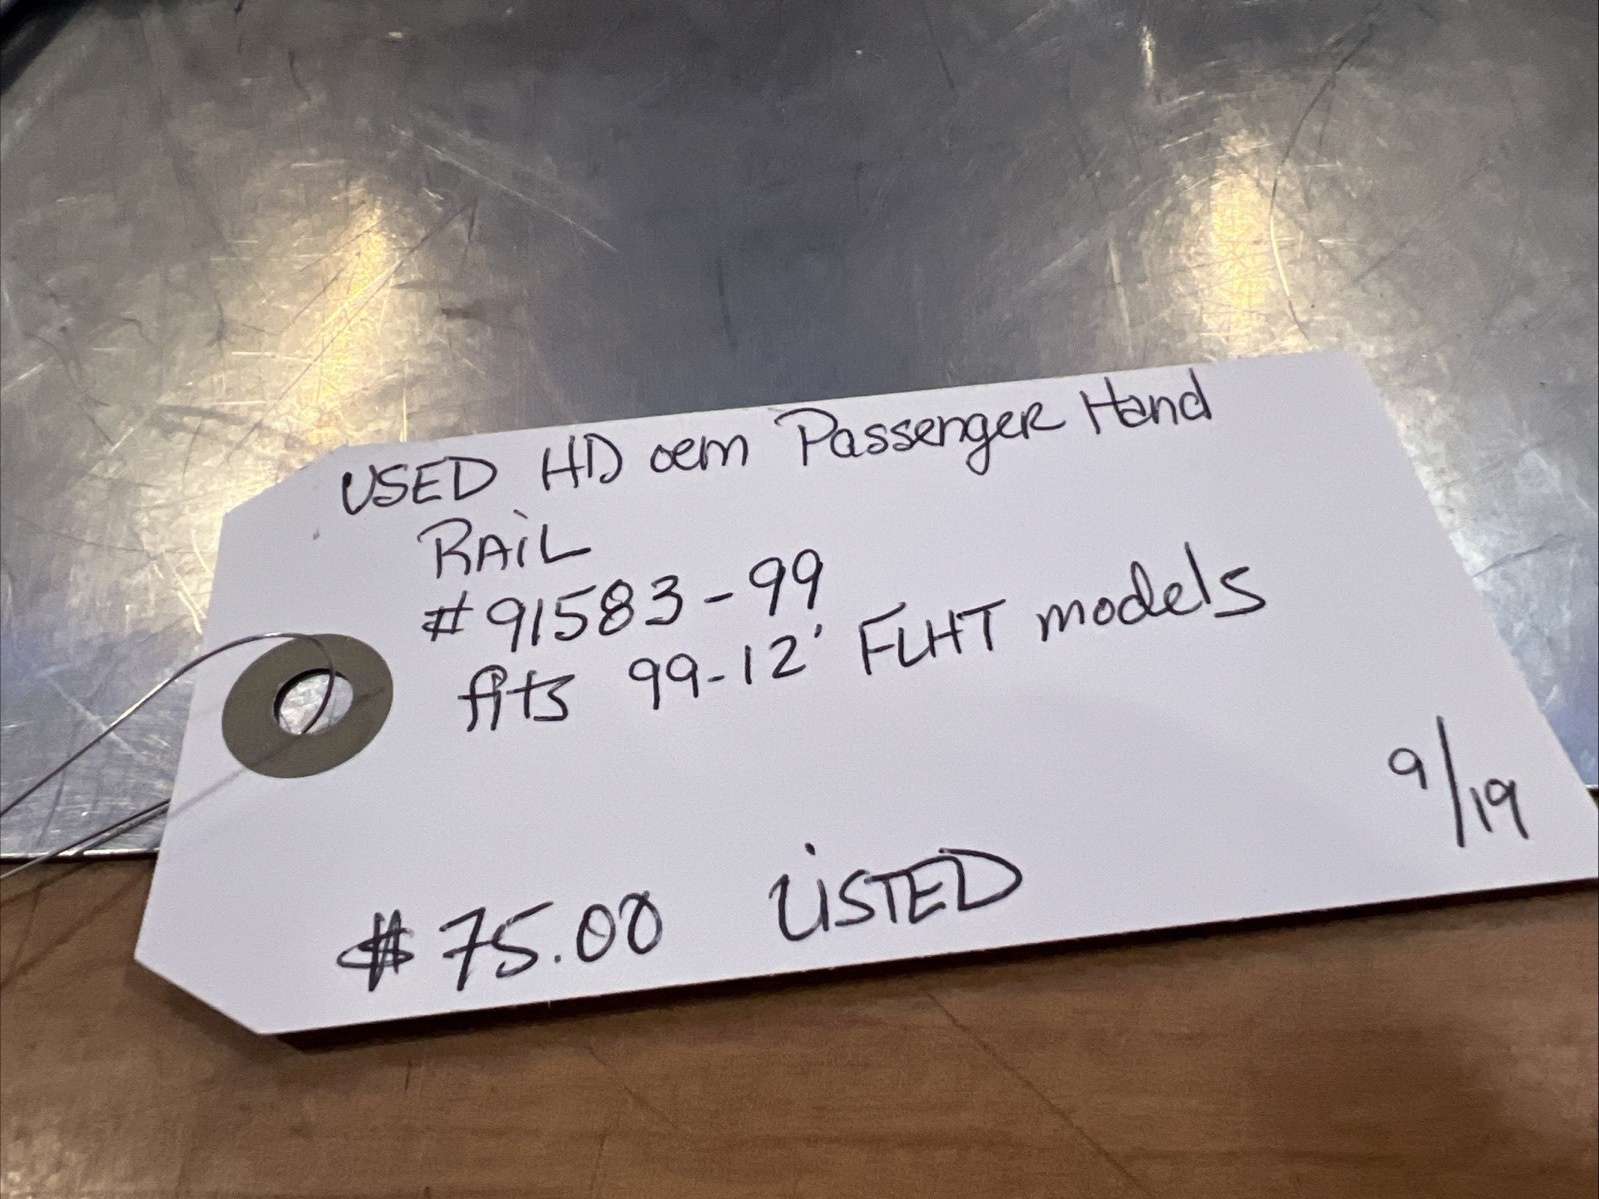 USED HD oem Passenger Hand
RAiL
#91583-99
fits 99-12' FLHT models
9/19
$75.00 LiSTED